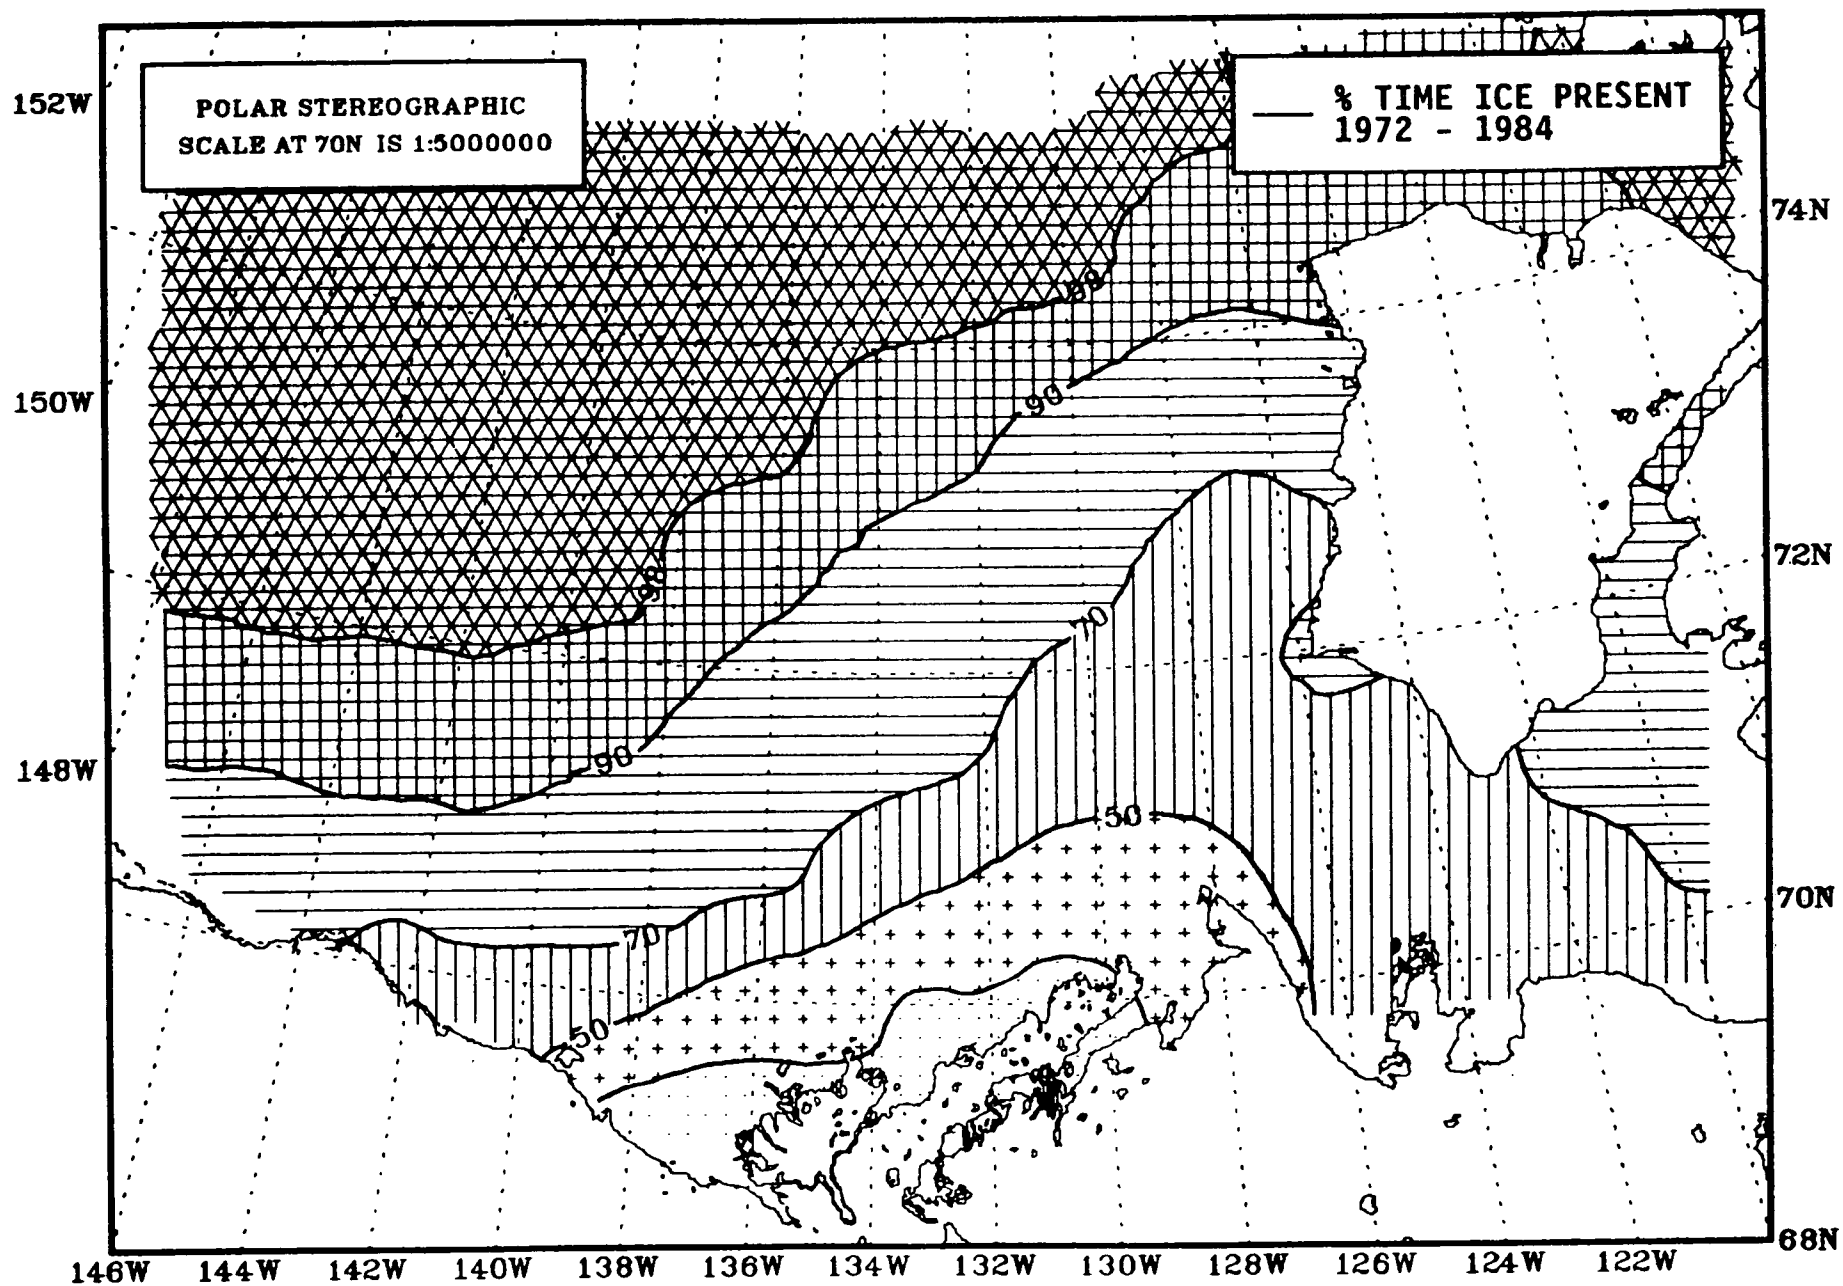 POLAR STEREOGRAPHIC
SCALE AT 70N IS 1:5000000
% TIME ICE PRESENT
1972 - 1984
152W
150W
148W
74N
72N
70N
68N
98
90
98
70
90
50
70
50
146W 144W 142W 140W 138W 136W 134W 132W 130W 128W 126W 124W 122W